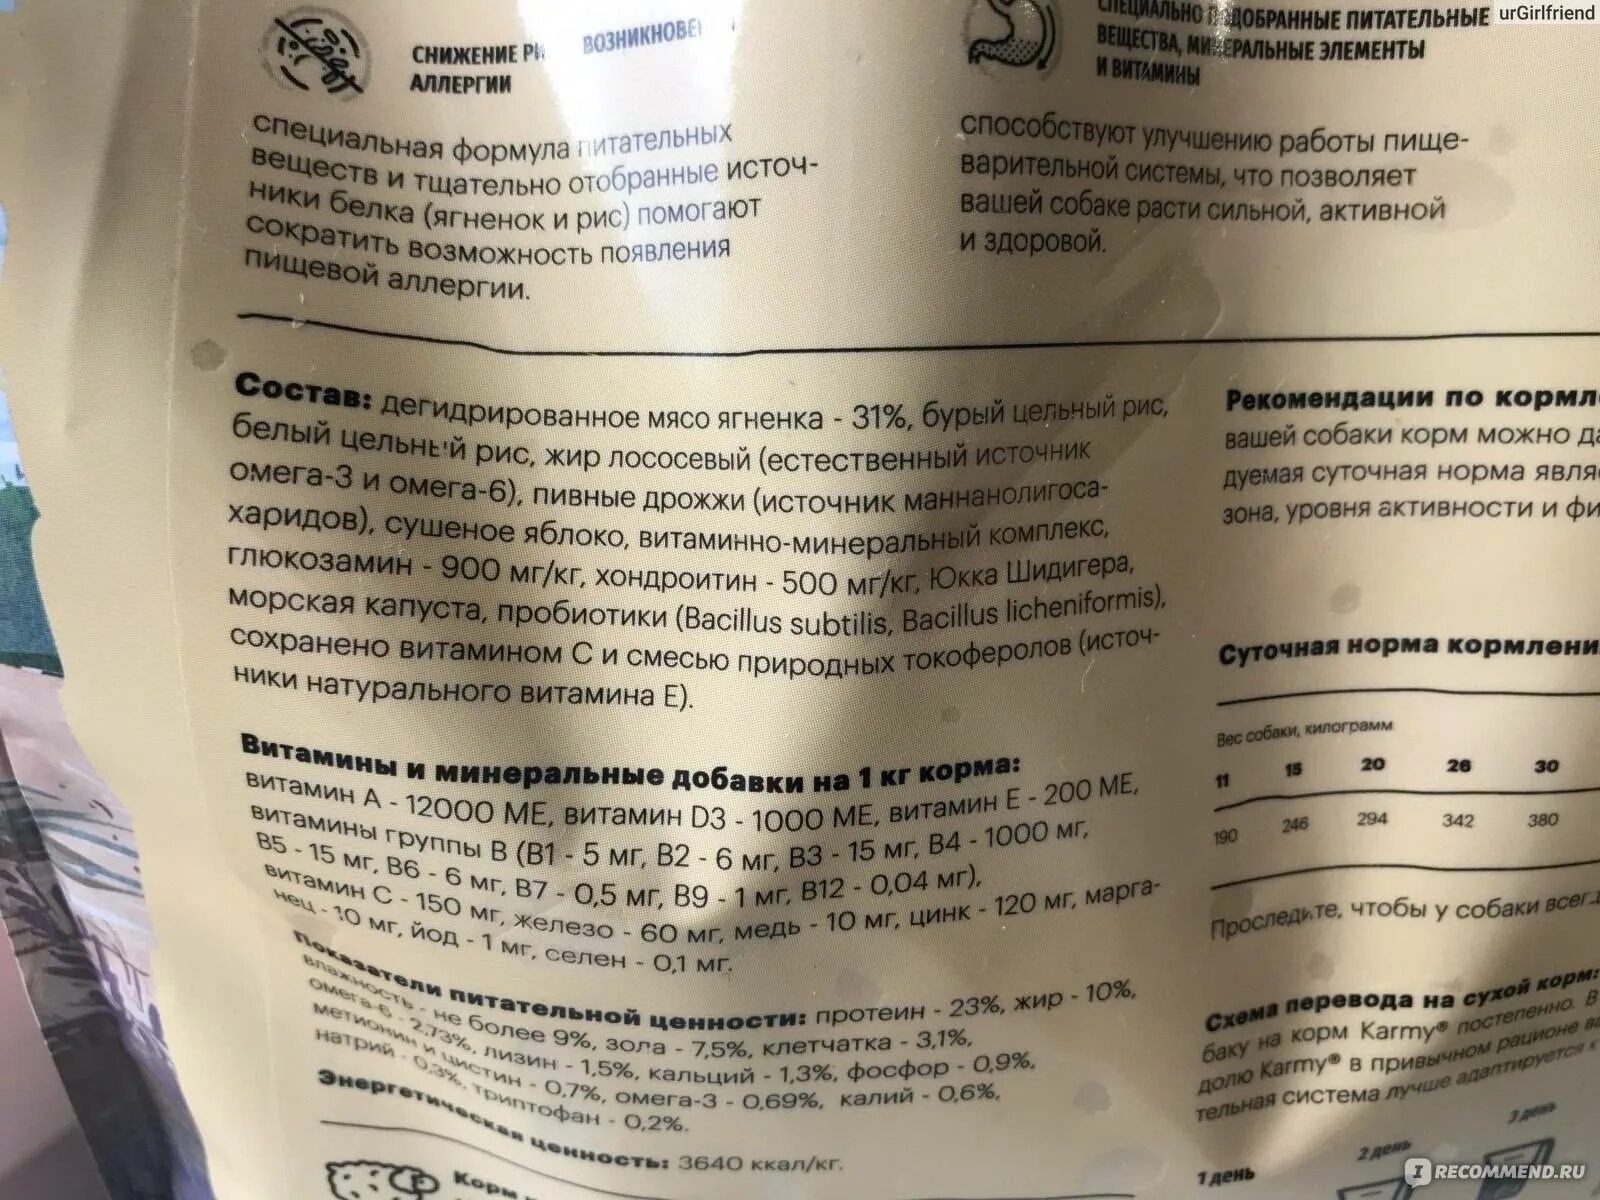 urGirlfriend
СНИЖЕНИЕ ВОЗНИКНОВЕ
АЛЛЕРГИИ
специальная формула питательных
веществ и тщательно отобранные источ-
ники белка (ягненок и рис) помогают
сократить возможность появления
пищевой аллергии.
СПЕЦИАЛЬНО ПОДОБРАННЫЕ ПИТАТЕЛЬНЫЕ
ВЕЩЕСТВА, МИНЕРАЛЬНЫЕ ЭЛЕМЕНТЫ
И ВИТАМИНЫ
способствуют улучшению работы пище-
варительной системы, что позволяет
вашей собаке расти сильной, активной
и здоровой.
Состав: дегидрированное мясо ягненка - 31%, бурый цельный рис,
белый цельный рис, жир лососевый (естественный источник
омега-3 и омега-6), пивные дрожжи (источник маннанолигоса-
харидов), сушеное яблоко, витаминно-минеральный комплекс,
глюкозамин - 900 мг/кг, хондроитин - 500 мг/кг, Юкка Шидигера,
морская капуста, пробиотики (Bacillus subtilis, Bacillus licheniformis),
сохранено витамином С и смесью природных токоферолов (источ-
ники натурального витамина Е).
Витамины и минеральные добавки на 1 кг корма:
витамин А - 12000 МЕ, витамин D3 - 1000 МЕ, витамин Е - 200 МЕ,
витамины группы В (В1 - 5 мг, В2 - 6 мг, В3 - 15 мг, В4 - 1000 мг,
В5 - 15 мг, В6 - 6 мг, В7 - 0,5 мг, В9 - 1 мг, В12 - 0,04 мг),
витамин С - 150 мг, железо - 60 мг, медь - 10 мг, цинк - 120 мг, марга-
нец - 10 мг, йод - 1 мг, селен - 0,1 мг.
Показатели питательной ценности: протеин - 23%, жир - 10%,
влажность - не более 9%, зола - 7,5%, клетчатка - 3,1%,
омега-6 - 2,73%, лизин - 1,5%, кальций - 1,3%, фосфор - 0,9%,
метионин и цистин - 0,7%, омега-3 - 0,69%, калий - 0,6%,
натрий - 0,3%, триптофан - 0,2%.
Энергетическая ценность: 3640 ккал/кг.
Корм
Рекомендации по кормл
вашей собаки корм можно да
дуемая суточная норма явля
зона, уровня активности и фи
Суточная норма кормлени
Вес собаки, килограмм
11 15 20 26 30
190 246 294 342 380
Проследите, чтобы у собаки всегд
Схема перевода на сухой корм:
баку на корм Karmy® постепенно. В
долю Karmy® в привычном рационе ва
тельная система лучше адаптируется к
1 день 2 день 3 день
IRECOMMEND.RU